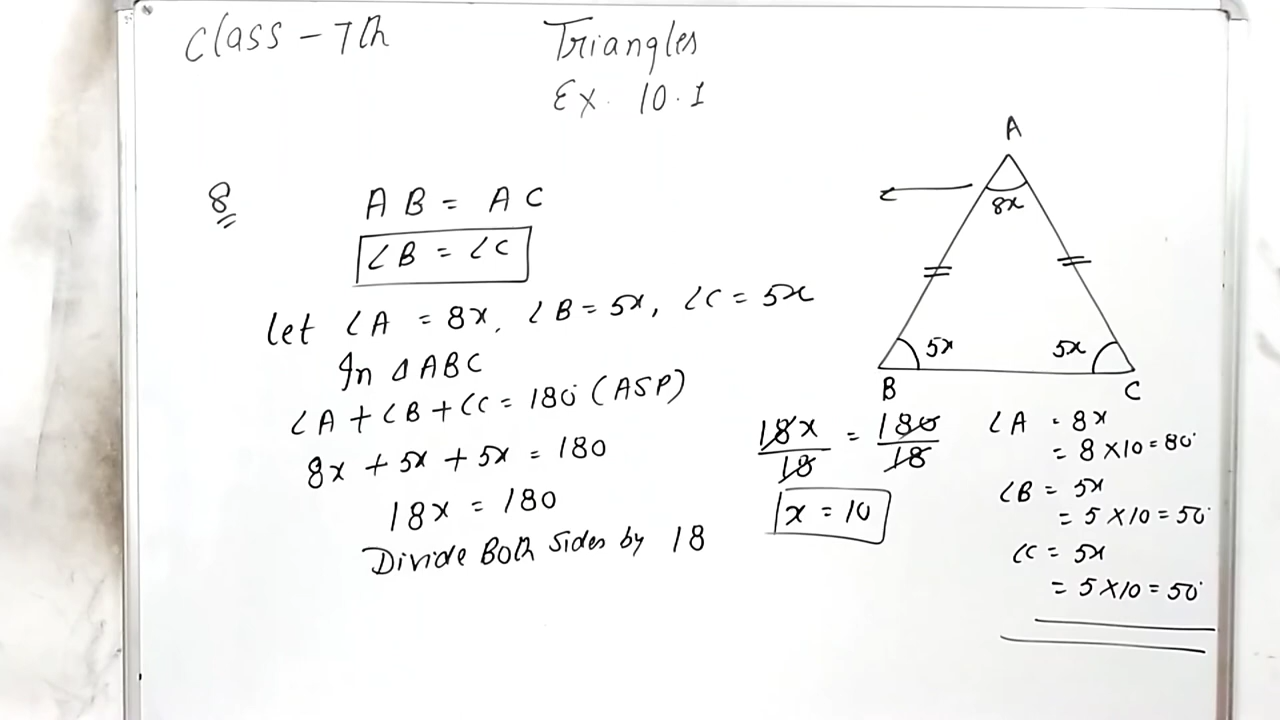 Class - 7th
Triangles
Ex. 10.1
8
AB = AC
∠B = ∠C
let ∠A = 8x, ∠B = 5x, ∠C = 5x
In △ABC
∠A + ∠B + ∠C = 180° (ASP)
8x + 5x + 5x = 180
18x = 180
Divide Both sides by 18
18x/18 = 180/18
x = 10
A
8x
5x
5x
B
C
∠A = 8x
= 8 × 10 = 80°
∠B = 5x
= 5 × 10 = 50°
∠C = 5x
= 5 × 10 = 50°